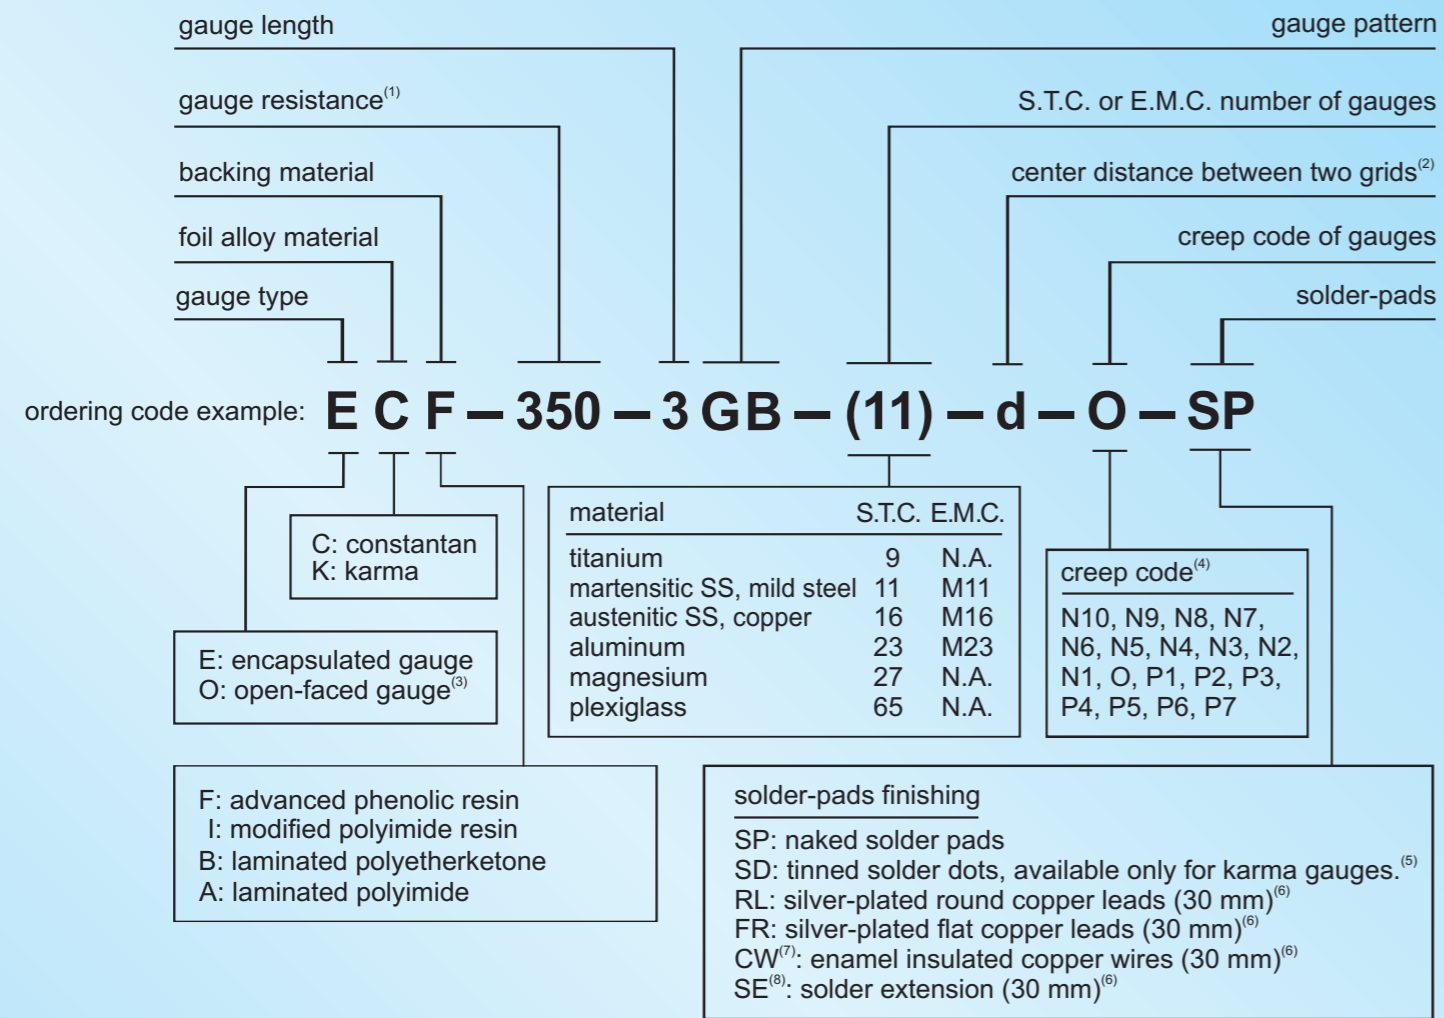 gauge length
gauge pattern
gauge resistance(1)
S.T.C. or E.M.C. number of gauges
backing material
center distance between two grids(2)
foil alloy material
creep code of gauges
gauge type
solder-pads
ordering code example: E C F – 350 – 3 GB – (11) – d – O – SP
C: constantan
K: karma
E: encapsulated gauge
O: open-faced gauge(3)
F: advanced phenolic resin
I: modified polyimide resin
B: laminated polyetherketone
A: laminated polyimide
material S.T.C. E.M.C.
titanium 9 N.A.
martensitic SS, mild steel 11 M11
austenitic SS, copper 16 M16
aluminum 23 M23
magnesium 27 N.A.
plexiglass 65 N.A.
creep code(4)
N10, N9, N8, N7,
N6, N5, N4, N3, N2,
N1, O, P1, P2, P3,
P4, P5, P6, P7
solder-pads finishing
SP: naked solder pads
SD: tinned solder dots, available only for karma gauges.(5)
RL: silver-plated round copper leads (30 mm)(6)
FR: silver-plated flat copper leads (30 mm)(6)
CW(7): enamel insulated copper wires (30 mm)(6)
SE(8): solder extension (30 mm)(6)